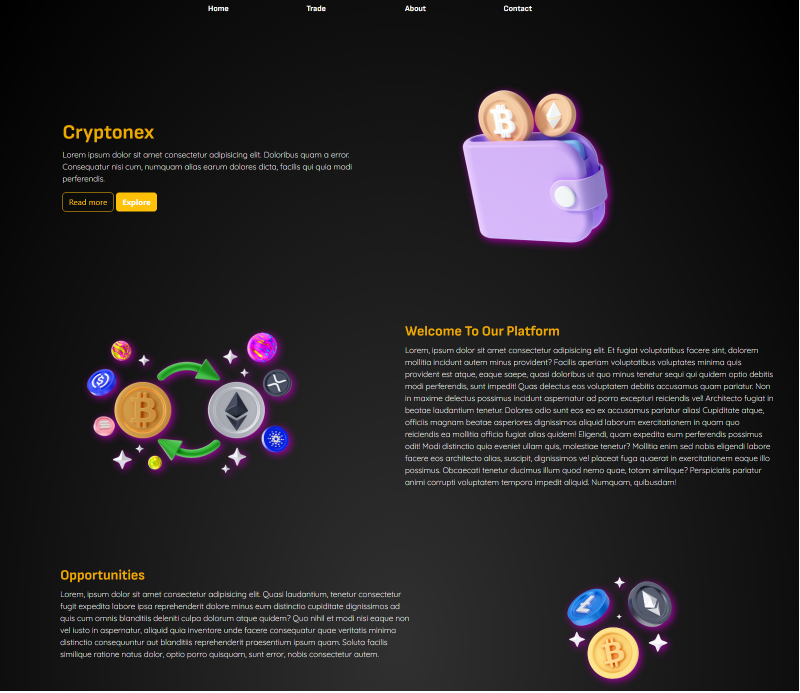 Home Trade About Contact
Cryptonex
Lorem ipsum dolor sit amet consectetur adipisicing elit. Doloribus quam a error.
Consequatur nisi cum, numquam alias earum dolores dicta, facilis qui quia modi
perferendis.
Read more Explore
Welcome To Our Platform
Lorem, ipsum dolor sit amet consectetur adipisicing elit. Et fugiat voluptatibus facere sint, dolorem
mollitia incidunt autem minus provident? Facilis aperiam voluptatibus voluptates minima quis
provident est atque, eaque saepe, quasi doloribus ut quo minus tenetur sequi qui quidem optio debitis
modi perferendis, sunt impedit! Quas delectus eos voluptatem debitis accusamus quam pariatur. Non
in maxime delectus possimus incidunt aspernatur ad porro excepturi reiciendis vel! Architecto fugiat in
beatae laudantium tenetur. Dolores odio sunt eos ea ex accusamus pariatur alias! Cupiditate atque,
officiis magnam beatae asperiores dignissimos aliquid laborum exercitationem in quam quo
reiciendis ea mollitia officia fugiat alias quidem! Eligendi, quam expedita eum perferendis possimus
odit! Modi distinctio quia eveniet ullam quis, molestiae tenetur? Mollitia enim sed nobis eligendi labore
facere eos architecto alias, suscipit, dignissimos vel placeat fuga quaerat in exercitationem eaque illo
possimus. Obcaecati tenetur ducimus illum quod nemo quae, totam similique? Perspiciatis pariatur
animi corrupti voluptatem tempora impedit aliquid. Numquam, quibusdam!
Opportunities
Lorem, ipsum dolor sit amet consectetur adipisicing elit. Quasi laudantium, tenetur consectetur
fugit expedita labore ipsa reprehenderit dolore minus eum distinctio cupiditate dignissimos ad
quis cum omnis blanditiis deleniti culpa dolorum atque quidem? Quo nihil et modi nisi eaque non
vel iusto in aspernatur, aliquid quia inventore unde facere consequatur quae veritatis minima
distinctio consequuntur aut blanditiis reprehenderit praesentium ipsum quam. Soluta facilis
similique ratione natus dolor, optio porro quisquam, sunt error, nobis consectetur autem.